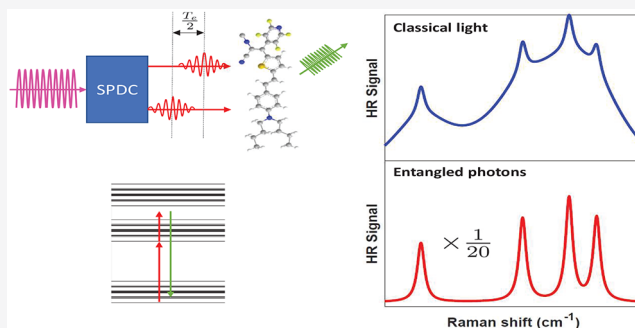 T_e
2
SPDC
Classical light
HR Signal
Entangled photons
HR Signal
× 1/20
Raman shift (cm⁻¹)